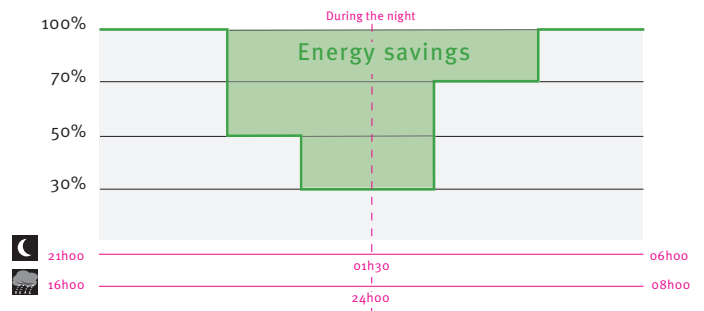 During the night
100%
Energy savings
70%
50%
30%
21h00 06h00
01h30
16h00 08h00
24h00